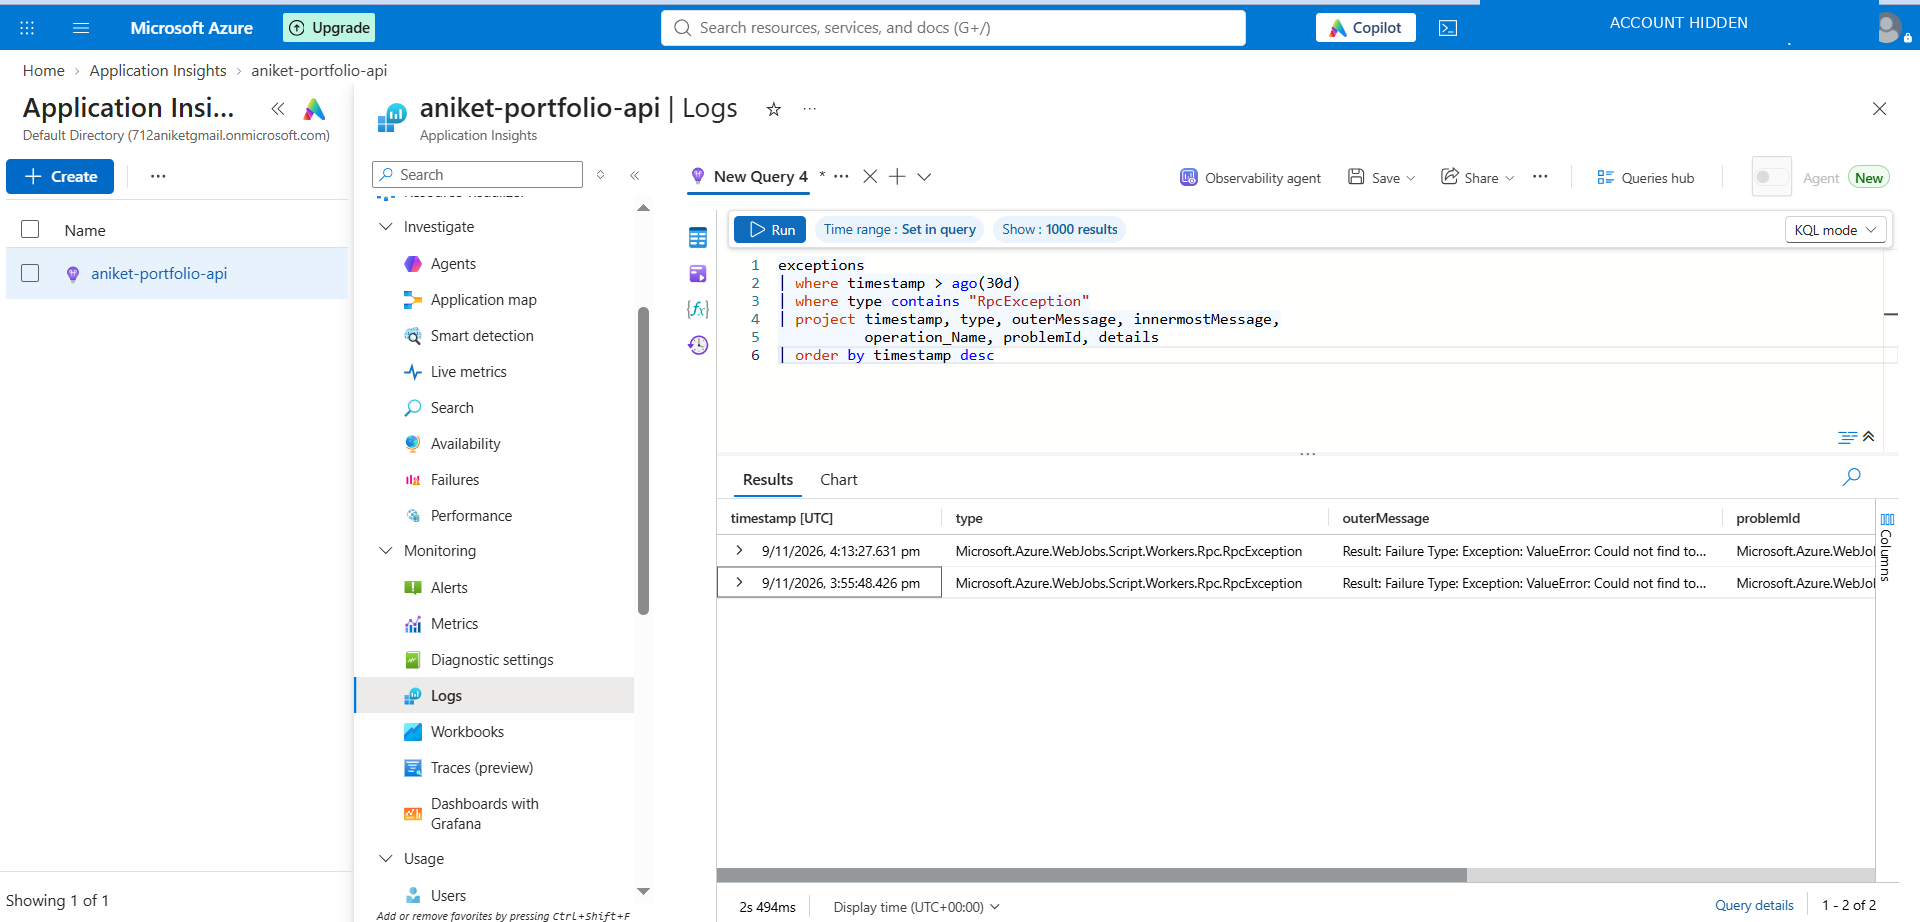 Microsoft Azure
Upgrade
Search resources, services, and docs (G+/)
Copilot
ACCOUNT HIDDEN
Home › Application Insights › aniket-portfolio-api
Application Insi...
Default Directory (712aniketgmail.onmicrosoft.com)
Create
...
Name
aniket-portfolio-api
Showing 1 of 1
aniket-portfolio-api | Logs
Application Insights
Search
Investigate
Agents
Application map
Smart detection
Live metrics
Search
Availability
Failures
Performance
Monitoring
Alerts
Metrics
Diagnostic settings
Logs
Workbooks
Traces (preview)
Dashboards with
Grafana
Usage
Users
Add or remove favorites by pressing Ctrl+Shift+F
New Query 4 *
Observability agent
Save
Share
Queries hub
Agent
New
Run
Time range : Set in query
Show : 1000 results
KQL mode
1 exceptions
2 | where timestamp > ago(30d)
3 | where type contains "RpcException"
4 | project timestamp, type, outerMessage, innermostMessage,
5 operation_Name, problemId, details
6 | order by timestamp desc
Results
Chart
timestamp [UTC] type outerMessage problemId
9/11/2026, 4:13:27.631 pm Microsoft.Azure.WebJobs.Script.Workers.Rpc.RpcException Result: Failure Type: Exception: ValueError: Could not find to... Microsoft.Azure.WebJol
9/11/2026, 3:55:48.426 pm Microsoft.Azure.WebJobs.Script.Workers.Rpc.RpcException Result: Failure Type: Exception: ValueError: Could not find to... Microsoft.Azure.WebJol
Columns
2s 494ms
Display time (UTC+00:00)
Query details
1 - 2 of 2